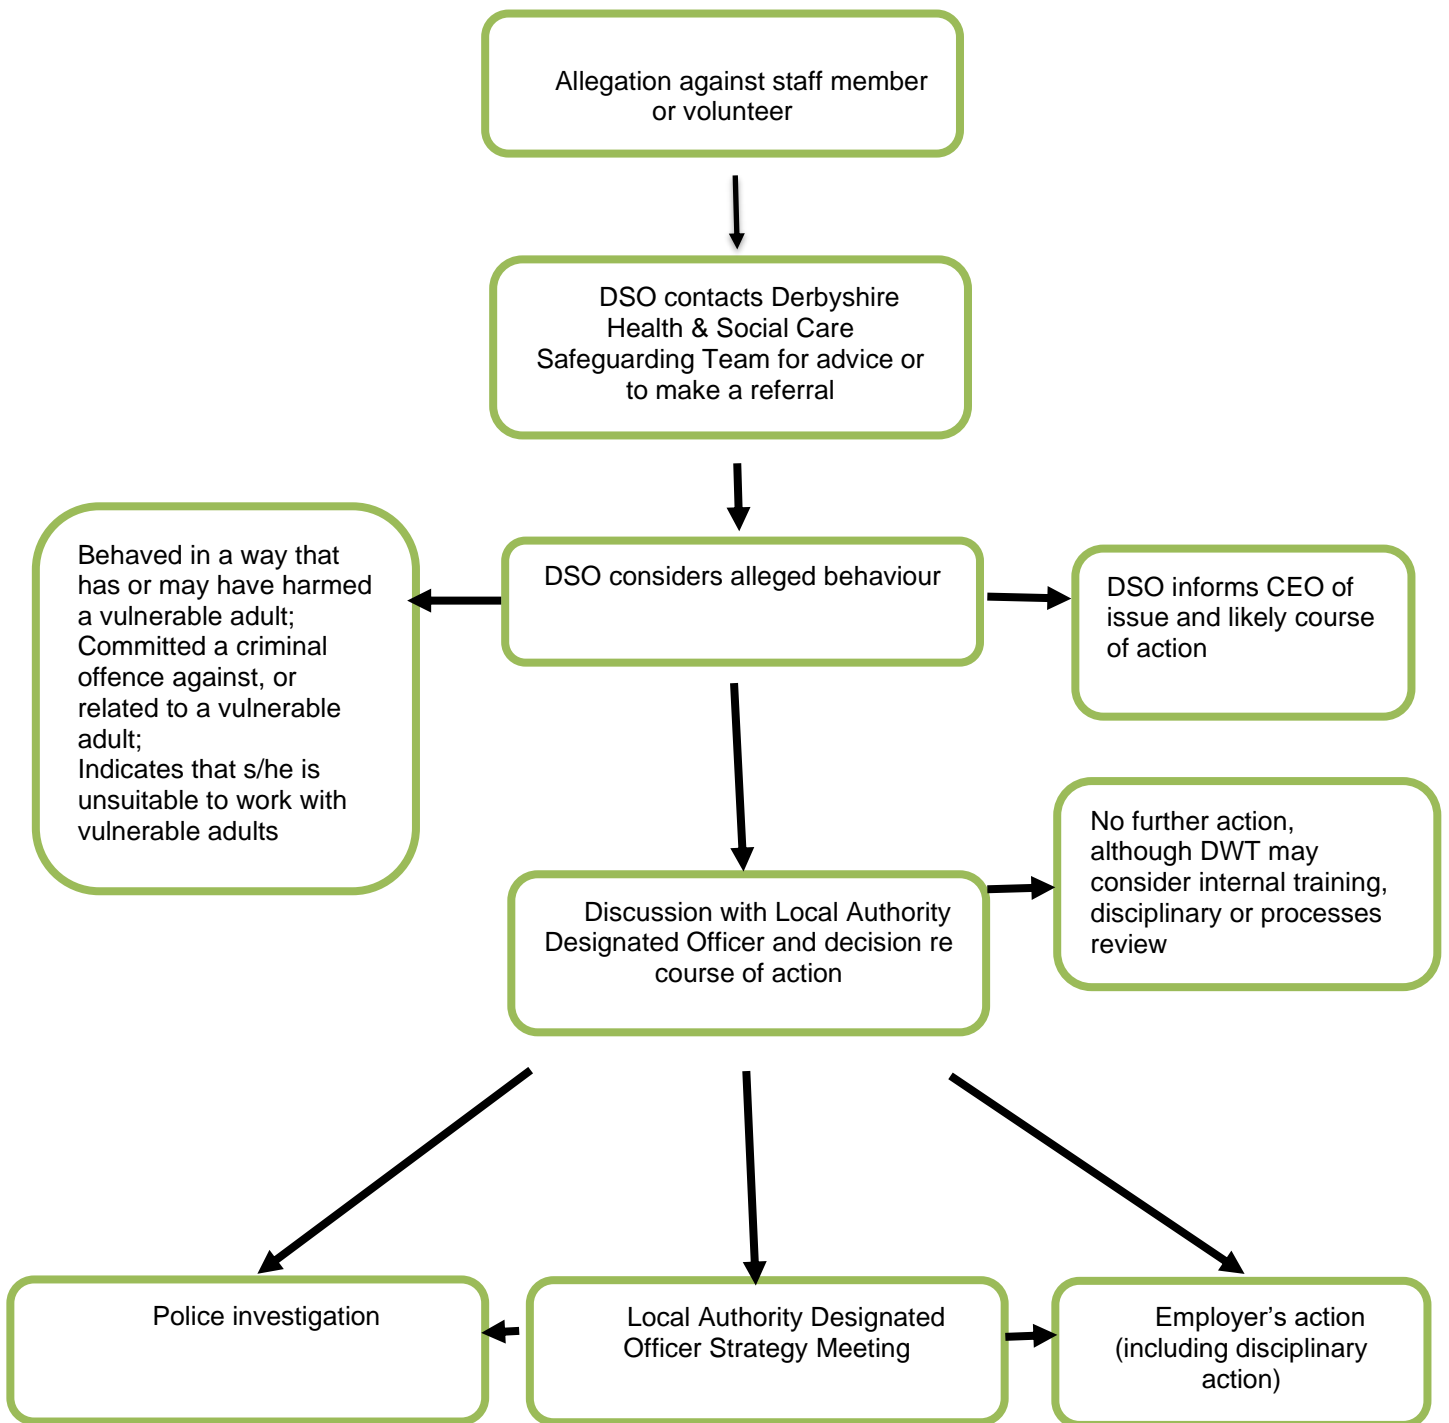 Allegation against staff member
or volunteer
DSO contacts Derbyshire
Health & Social Care
Safeguarding Team for advice or
to make a referral
Behaved in a way that
has or may have harmed
a vulnerable adult;
Committed a criminal
offence against, or
related to a vulnerable
adult;
Indicates that s/he is
unsuitable to work with
vulnerable adults
DSO considers alleged behaviour
DSO informs CEO of
issue and likely course
of action
No further action,
although DWT may
consider internal training,
disciplinary or processes
review
Discussion with Local Authority
Designated Officer and decision re
course of action
Police investigation
Local Authority Designated
Officer Strategy Meeting
Employer’s action
(including disciplinary
action)